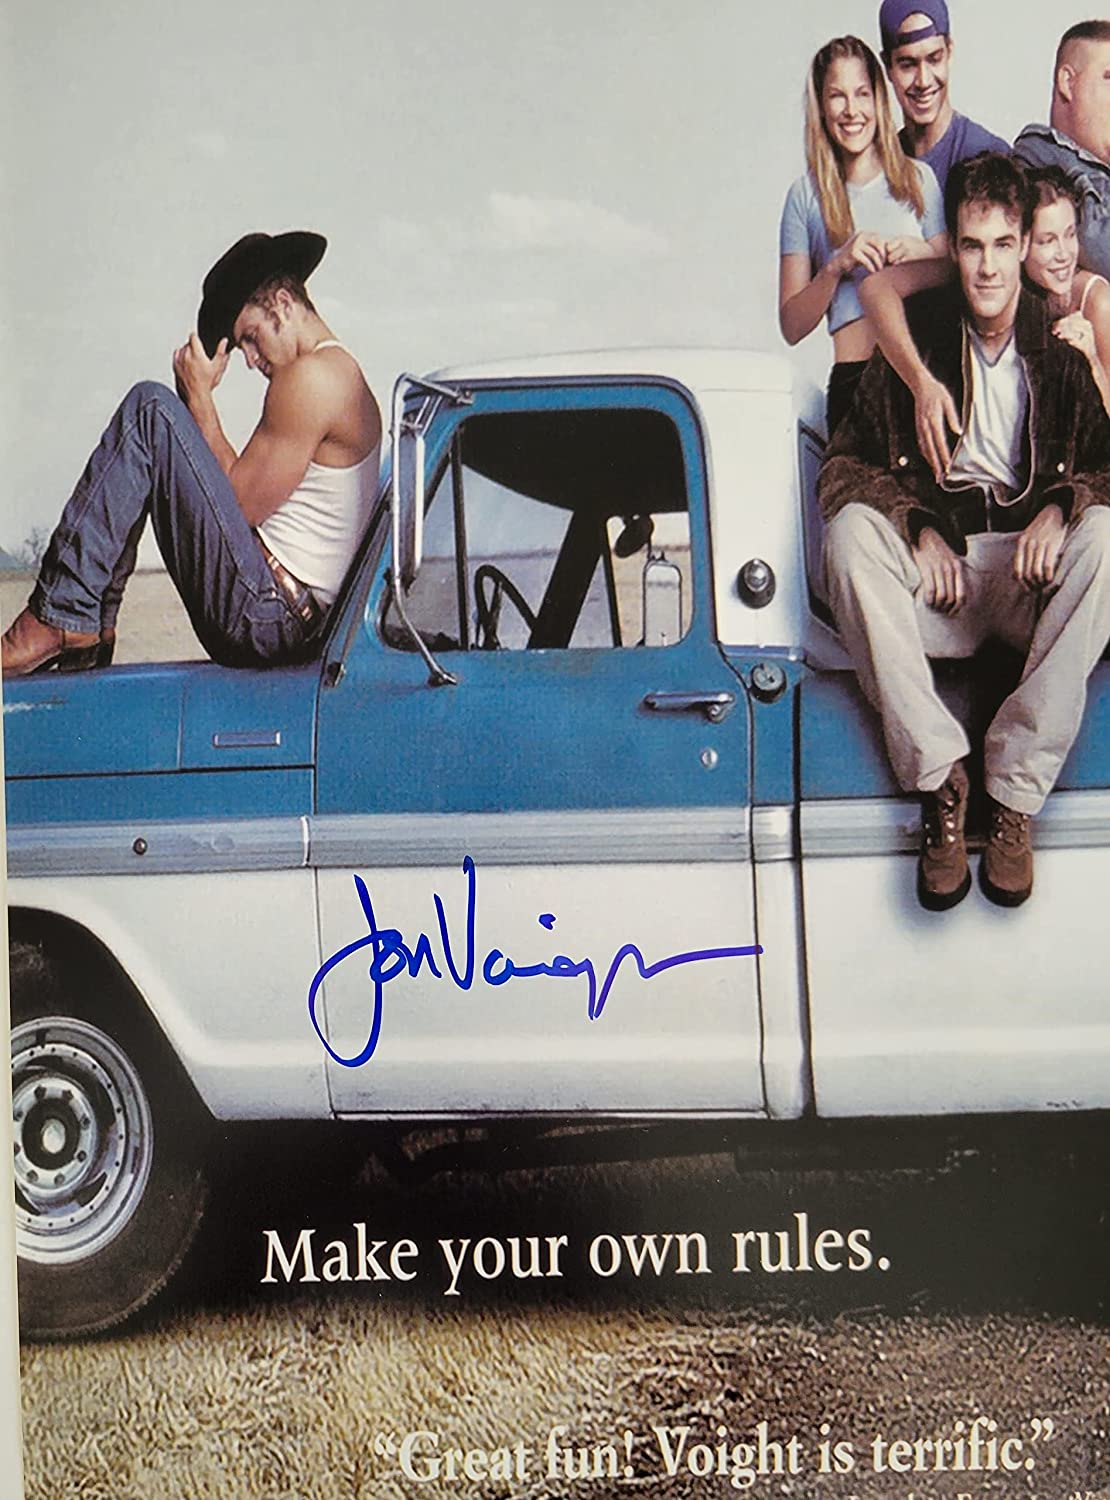 Jon Voight
Make your own rules.
“Great fun! Voight is terrific.”